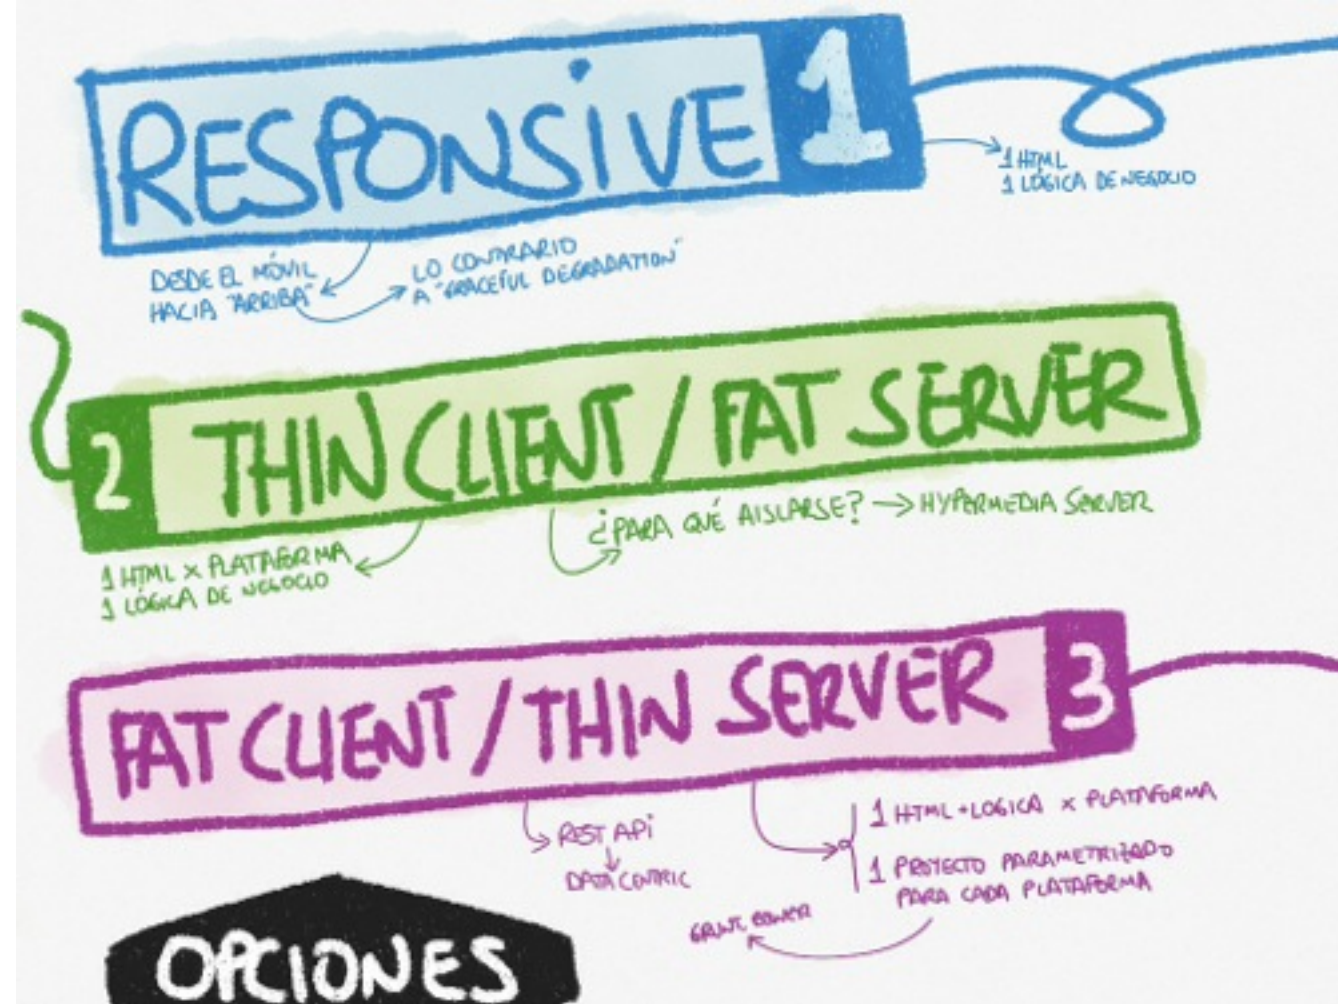 RESPONSIVE 1
1 HTML
1 LÓGICA DE NEGOCIO
DESDE EL MÓVIL
HACIA "ARRIBA"
LO CONTRARIO
A "GRACEFUL DEGRADATION"
2 THIN CLIENT / FAT SERVER
¿PARA QUÉ AISLARSE? → HYPERMEDIA SERVER
1 HTML X PLATAFORMA
1 LÓGICA DE NEGOCIO
FAT CLIENT / THIN SERVER 3
REST API
DATA CENTRIC
1 HTML + LOGICA X PLATAFORMA
1 PROYECTO PARAMETRIZADO
PARA CADA PLATAFORMA
GRUNT, BOWER
OPCIONES